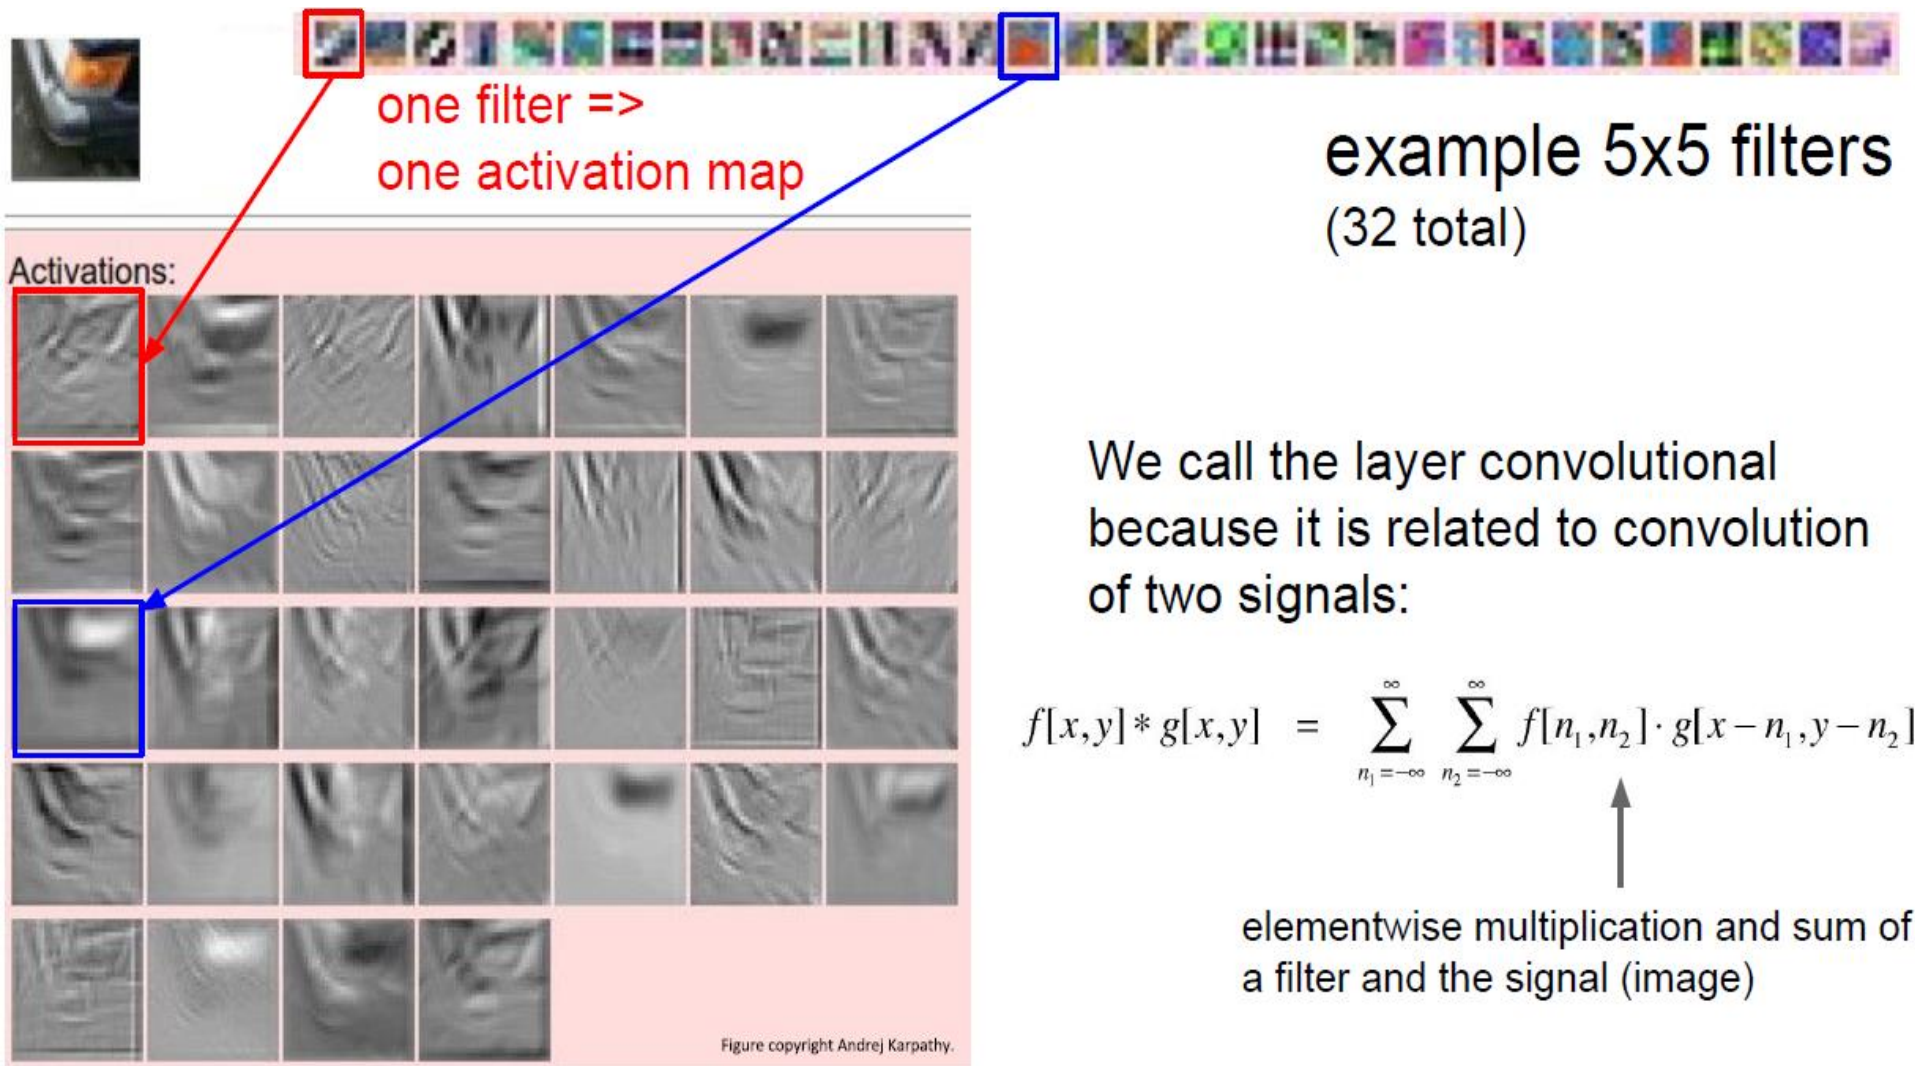 one filter =>
one activation map
example 5x5 filters
(32 total)
Activations:
We call the layer convolutional
because it is related to convolution
of two signals:
f[x,y] * g[x,y] = ∑_{n₁=-∞}^{∞} ∑_{n₂=-∞}^{∞} f[n₁,n₂]· g[x - n₁, y - n₂]
elementwise multiplication and sum of
a filter and the signal (image)
Figure copyright Andrej Karpathy.